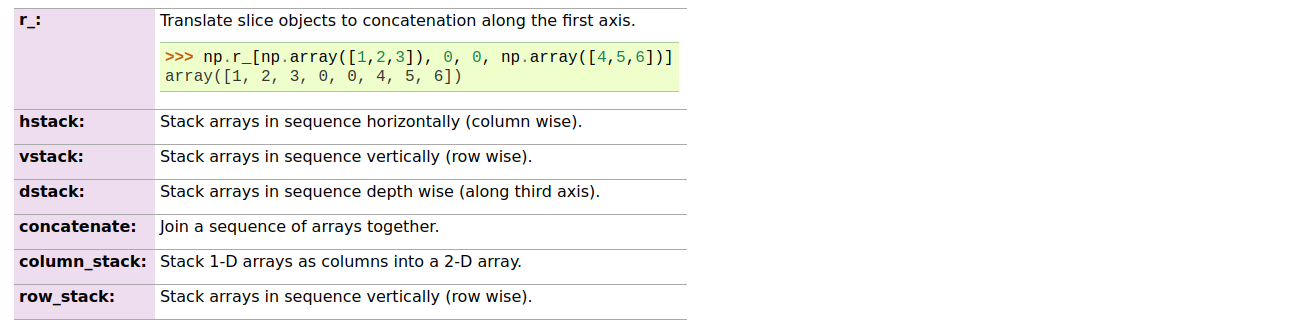 r_: Translate slice objects to concatenation along the first axis.
>>> np.r_[np.array([1,2,3]), 0, 0, np.array([4,5,6])]
array([1, 2, 3, 0, 0, 4, 5, 6])
hstack: Stack arrays in sequence horizontally (column wise).
vstack: Stack arrays in sequence vertically (row wise).
dstack: Stack arrays in sequence depth wise (along third axis).
concatenate: Join a sequence of arrays together.
column_stack: Stack 1-D arrays as columns into a 2-D array.
row_stack: Stack arrays in sequence vertically (row wise).